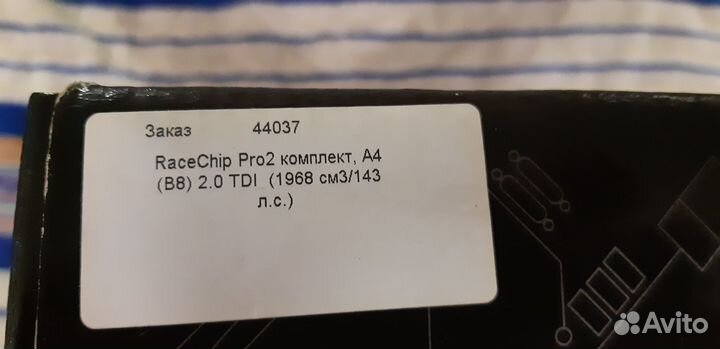 Заказ 44037
RaceChip Pro2 комплект, A4
(B8) 2.0 TDI (1968 см3/143
л.с.)
Avito